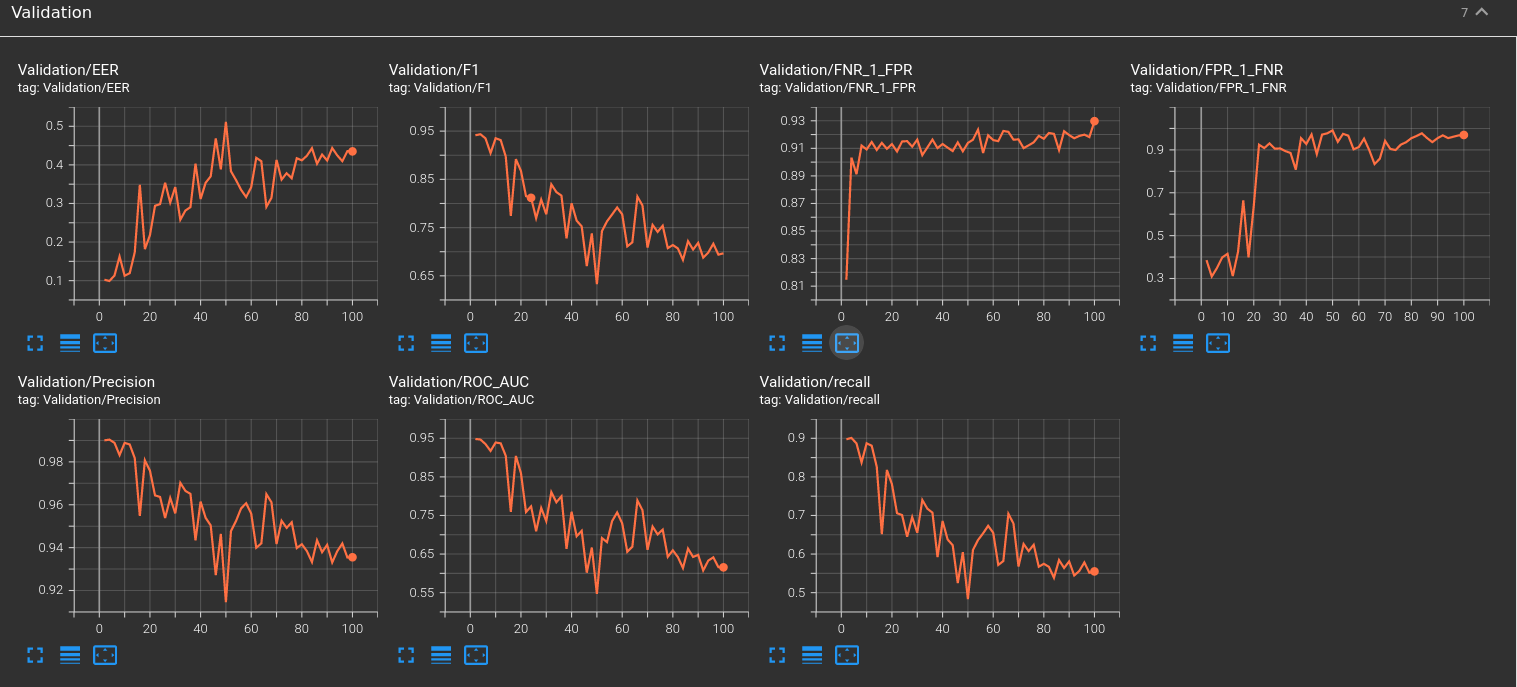 Validation
7
Validation/EER
tag: Validation/EER
0.5
0.4
0.3
0.2
0.1
0 20 40 60 80 100
Validation/F1
tag: Validation/F1
0.95
0.85
0.75
0.65
0 20 40 60 80 100
Validation/FNR_1_FPR
tag: Validation/FNR_1_FPR
0.93
0.91
0.89
0.87
0.85
0.83
0.81
0 20 40 60 80 100
Validation/FPR_1_FNR
tag: Validation/FPR_1_FNR
0.9
0.7
0.5
0.3
0 10 20 30 40 50 60 70 80 90 100
Validation/Precision
tag: Validation/Precision
0.98
0.96
0.94
0.92
0 20 40 60 80 100
Validation/ROC_AUC
tag: Validation/ROC_AUC
0.95
0.85
0.75
0.65
0.55
0 20 40 60 80 100
Validation/recall
tag: Validation/recall
0.9
0.8
0.7
0.6
0.5
0 20 40 60 80 100